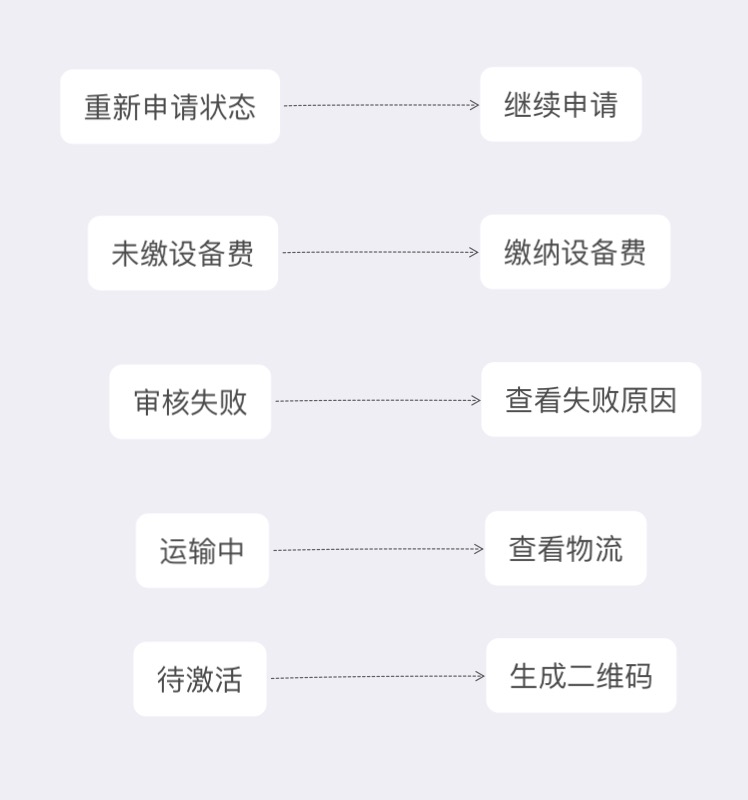 重新申请状态
继续申请
未缴设备费
缴纳设备费
审核失败
查看失败原因
运输中
查看物流
待激活
生成二维码